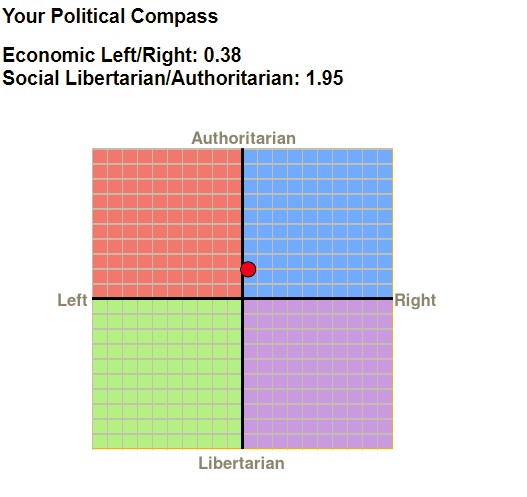 Your Political Compass
Economic Left/Right: 0.38
Social Libertarian/Authoritarian: 1.95
Authoritarian
Left
Right
Libertarian